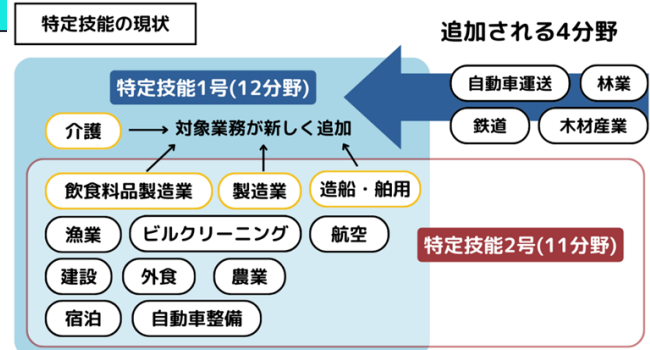 特定技能の現状
追加される4分野
特定技能1号(12分野)
自動車運送 林業
介護 対象業務が新しく追加
鉄道 木材産業
飲食料品製造業 製造業 造船・舶用
漁業 ビルクリーニング 航空
特定技能2号(11分野)
建設 外食 農業
宿泊 自動車整備